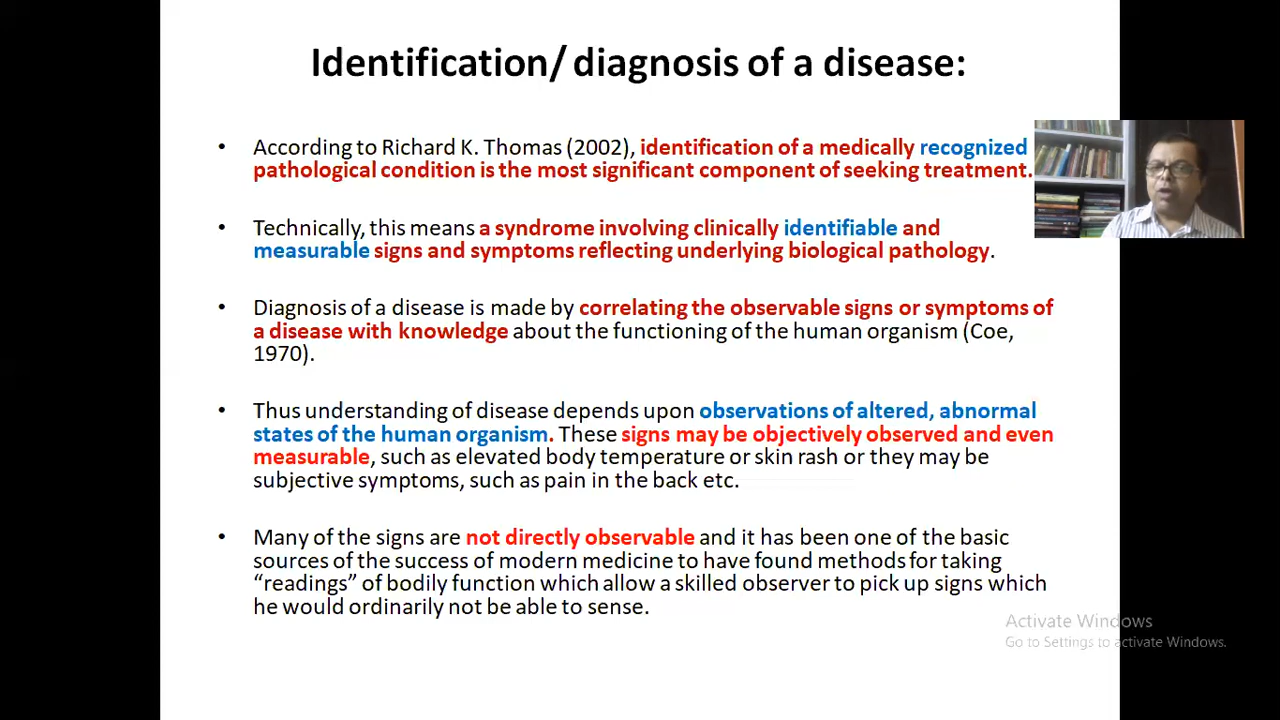 Identification/ diagnosis of a disease:
• According to Richard K. Thomas (2002), identification of a medically recognized
pathological condition is the most significant component of seeking treatment.
• Technically, this means a syndrome involving clinically identifiable and
measurable signs and symptoms reflecting underlying biological pathology.
• Diagnosis of a disease is made by correlating the observable signs or symptoms of
a disease with knowledge about the functioning of the human organism (Coe,
1970).
• Thus understanding of disease depends upon observations of altered, abnormal
states of the human organism. These signs may be objectively observed and even
measurable, such as elevated body temperature or skin rash or they may be
subjective symptoms, such as pain in the back etc.
• Many of the signs are not directly observable and it has been one of the basic
sources of the success of modern medicine to have found methods for taking
“readings” of bodily function which allow a skilled observer to pick up signs which
he would ordinarily not be able to sense.
Activate Windows
Go to Settings to activate Windows.